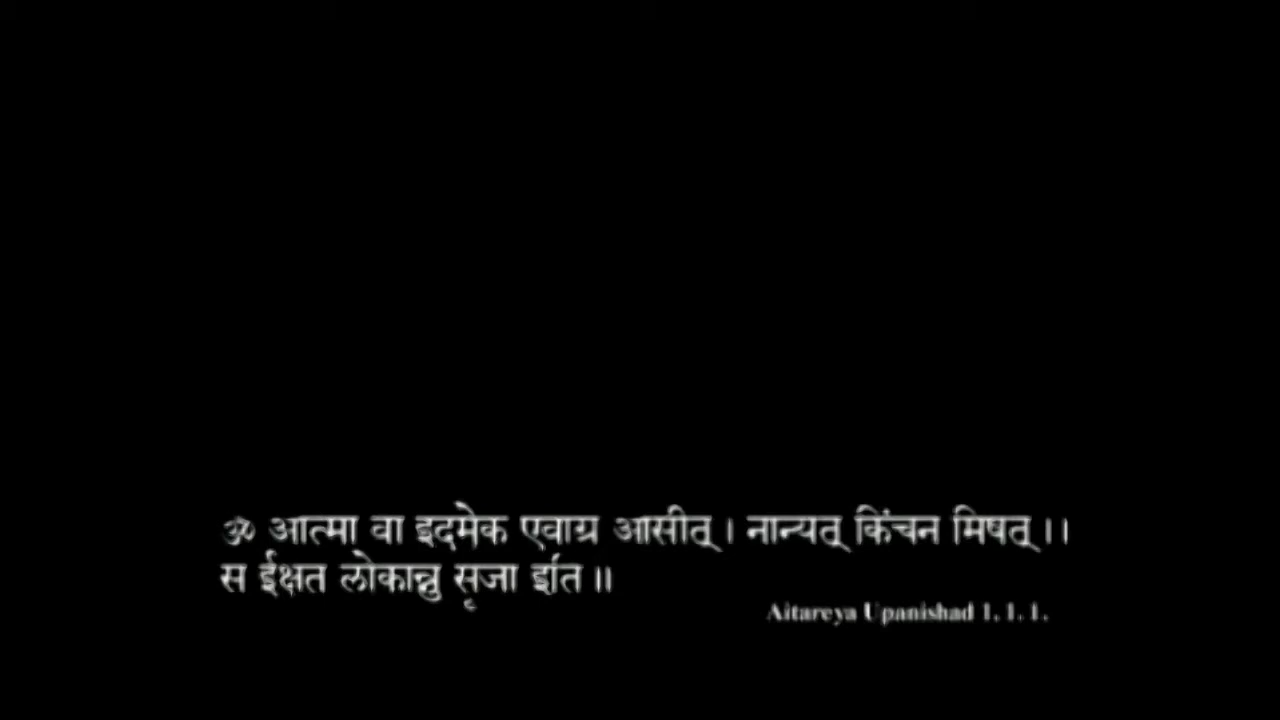 ॐ आत्मा वा इदमेक एवाग्र आसीत् । नान्यत् किंचन मिषत् ।।
स ईक्षत लोकान्नु सृजा इति ॥
Aitareya Upanishad 1. 1. 1.